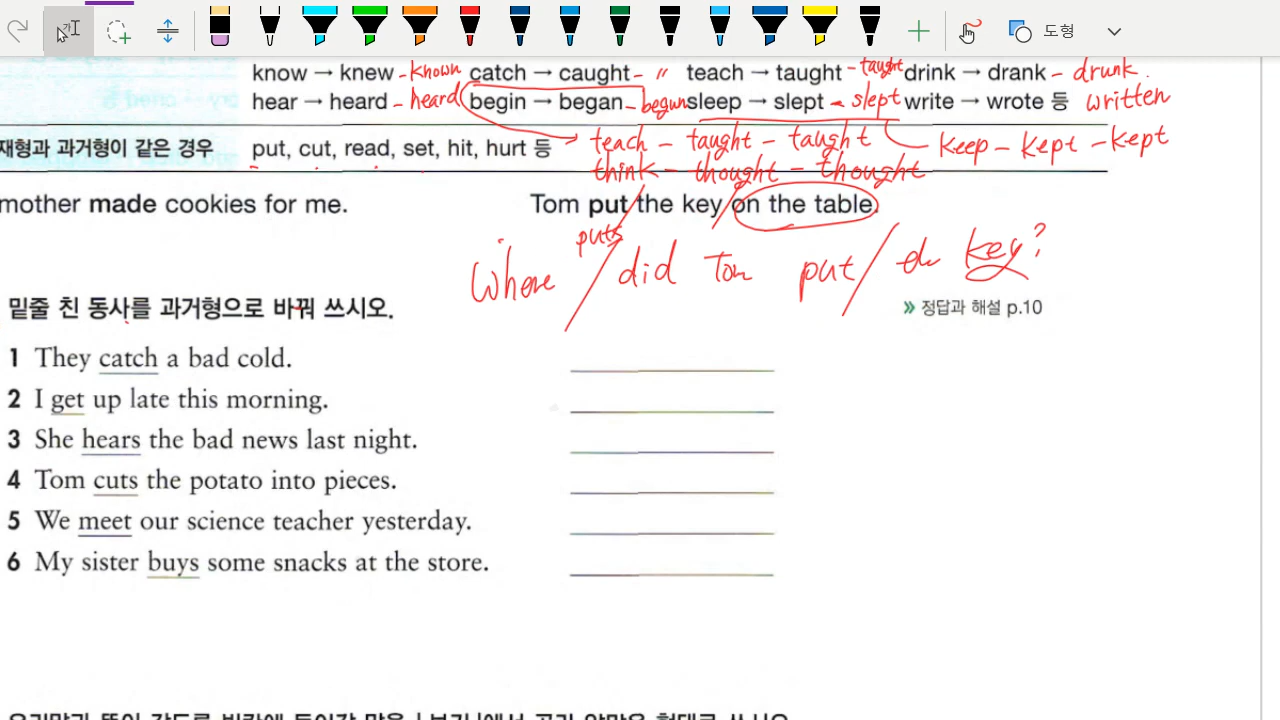 도형
know → knew - known catch → caught - 〃 teach → taught - taught drink → drank - drunk.
hear → heard - heard begin → began - begun sleep → slept - slept write → wrote 등 written
재형과 과거형이 같은 경우 put, cut, read, set, hit, hurt 등 teach - taught - taught keep - kept - kept
think - thought - thought
mother made cookies for me. Tom put the key on the table.
puts
Where / did Tom put / the key?
밑줄 친 동사를 과거형으로 바꿔 쓰시오. » 정답과 해설 p.10
1 They catch a bad cold.
2 I get up late this morning.
3 She hears the bad news last night.
4 Tom cuts the potato into pieces.
5 We meet our science teacher yesterday.
6 My sister buys some snacks at the store.